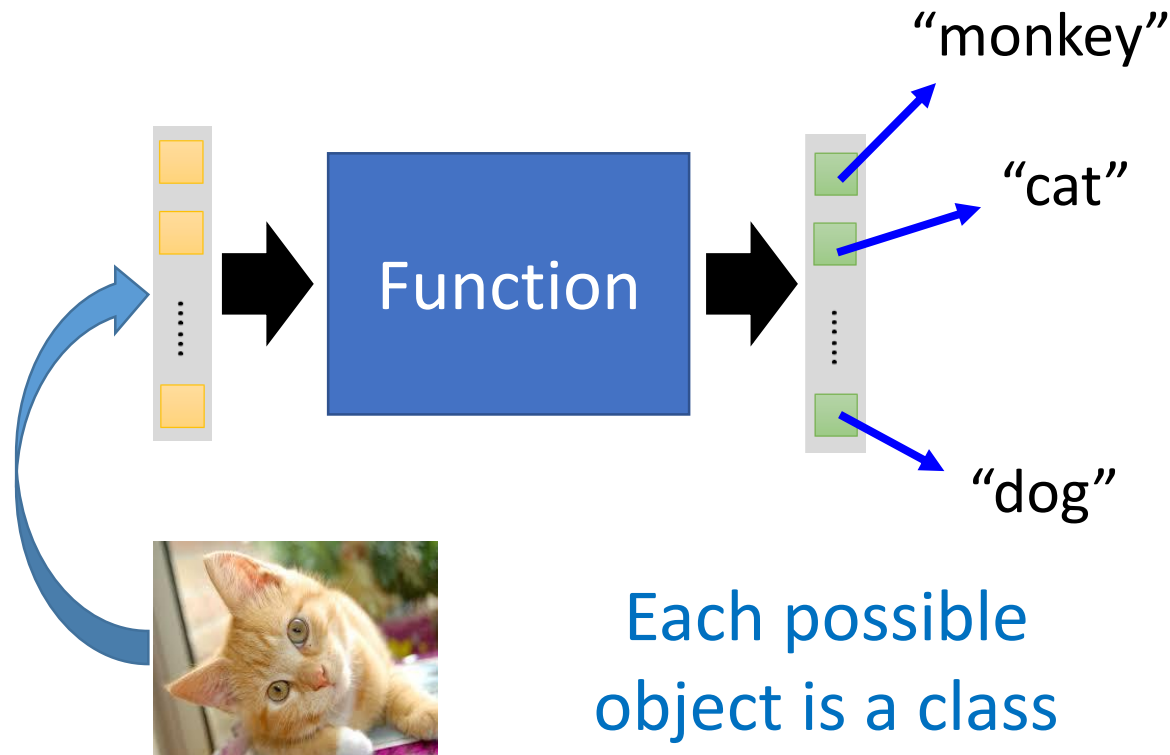 “monkey”
“cat”
Function
……
……
“dog”
Each possible
object is a class